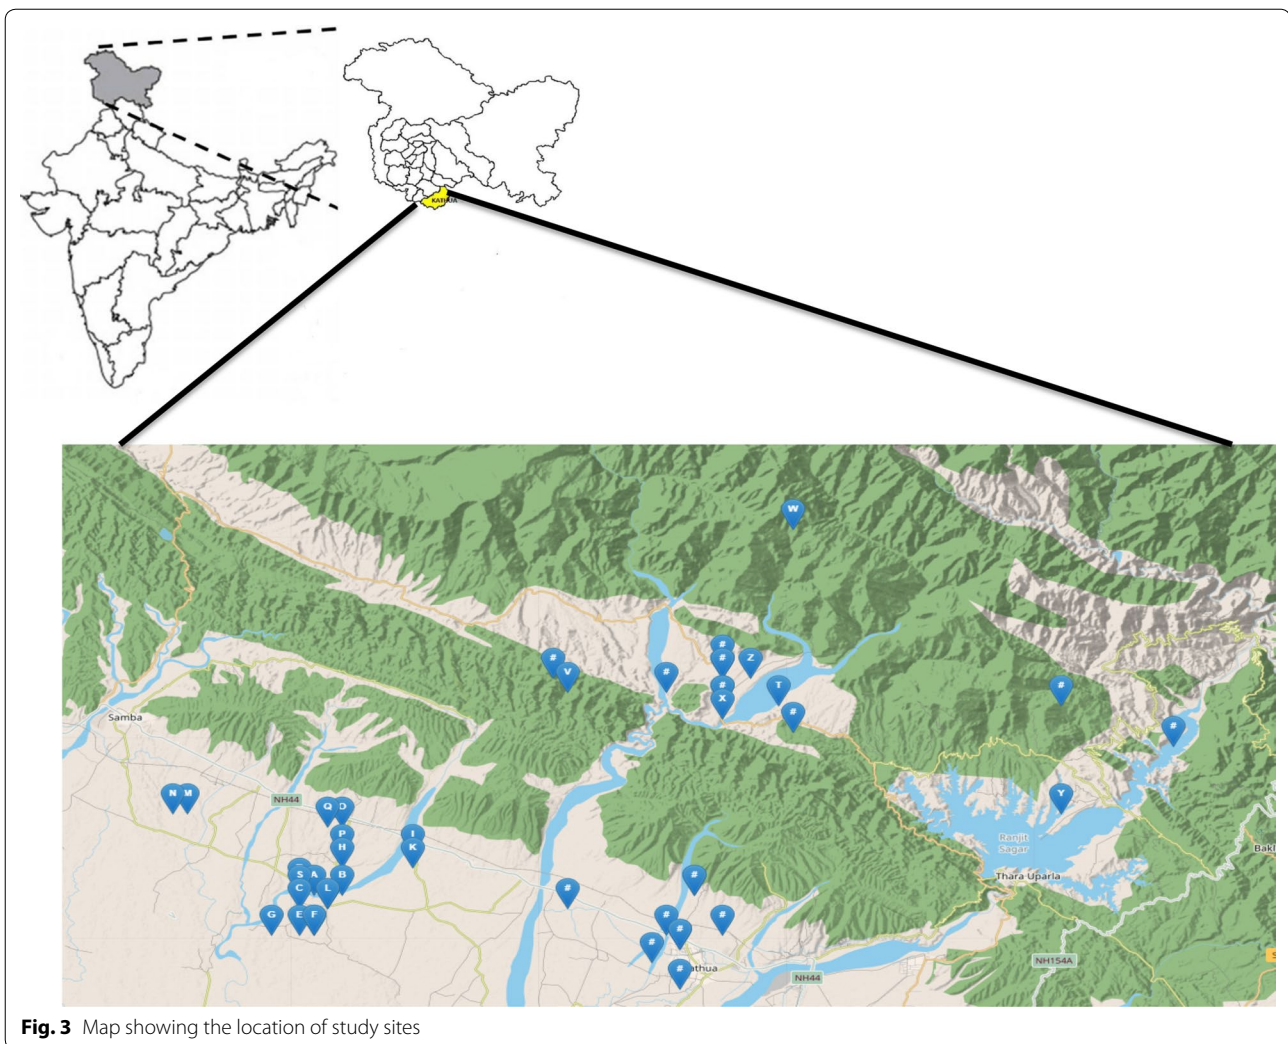 KATHUA
W
#
#
Z
#
V
#
#
T
#
X
#
#
Samba
N
M
NH44
Q
D
Y
P
I
Ranjit
Sagar
H
K
Bakl
S
A
B
#
Thara Uparla
C
L
#
G
E
F
#
#
#
#
NH154A
S
#
athua
NH44
Fig. 3 Map showing the location of study sites